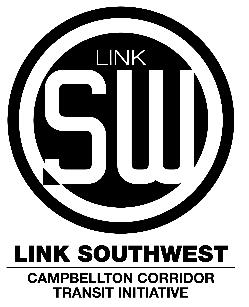 LINK
SW
LINK SOUTHWEST
CAMPBELLTON CORRIDOR
TRANSIT INITIATIVE